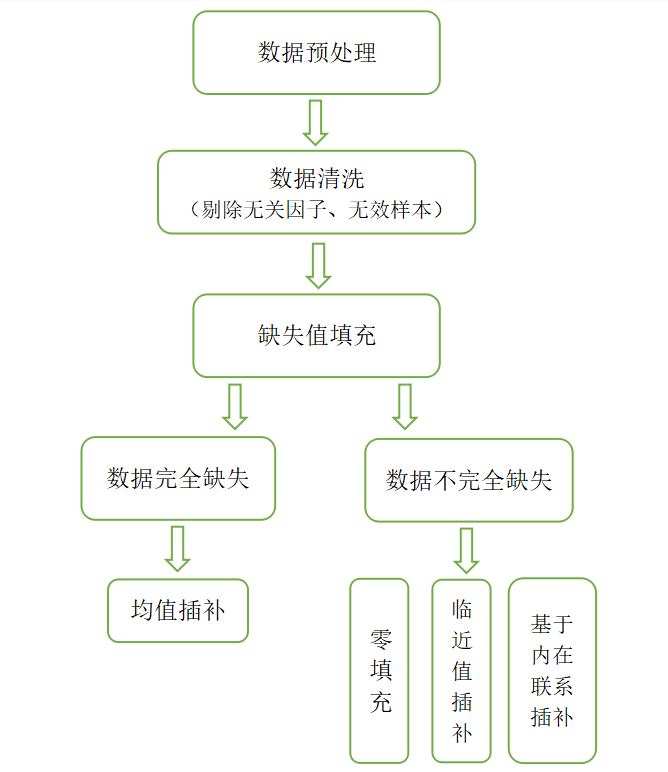 数据预处理
数据清洗
（剔除无关因子、无效样本）
缺失值填充
数据完全缺失
数据不完全缺失
均值插补
零填充
临近值插补
基于
内在
联系
插补